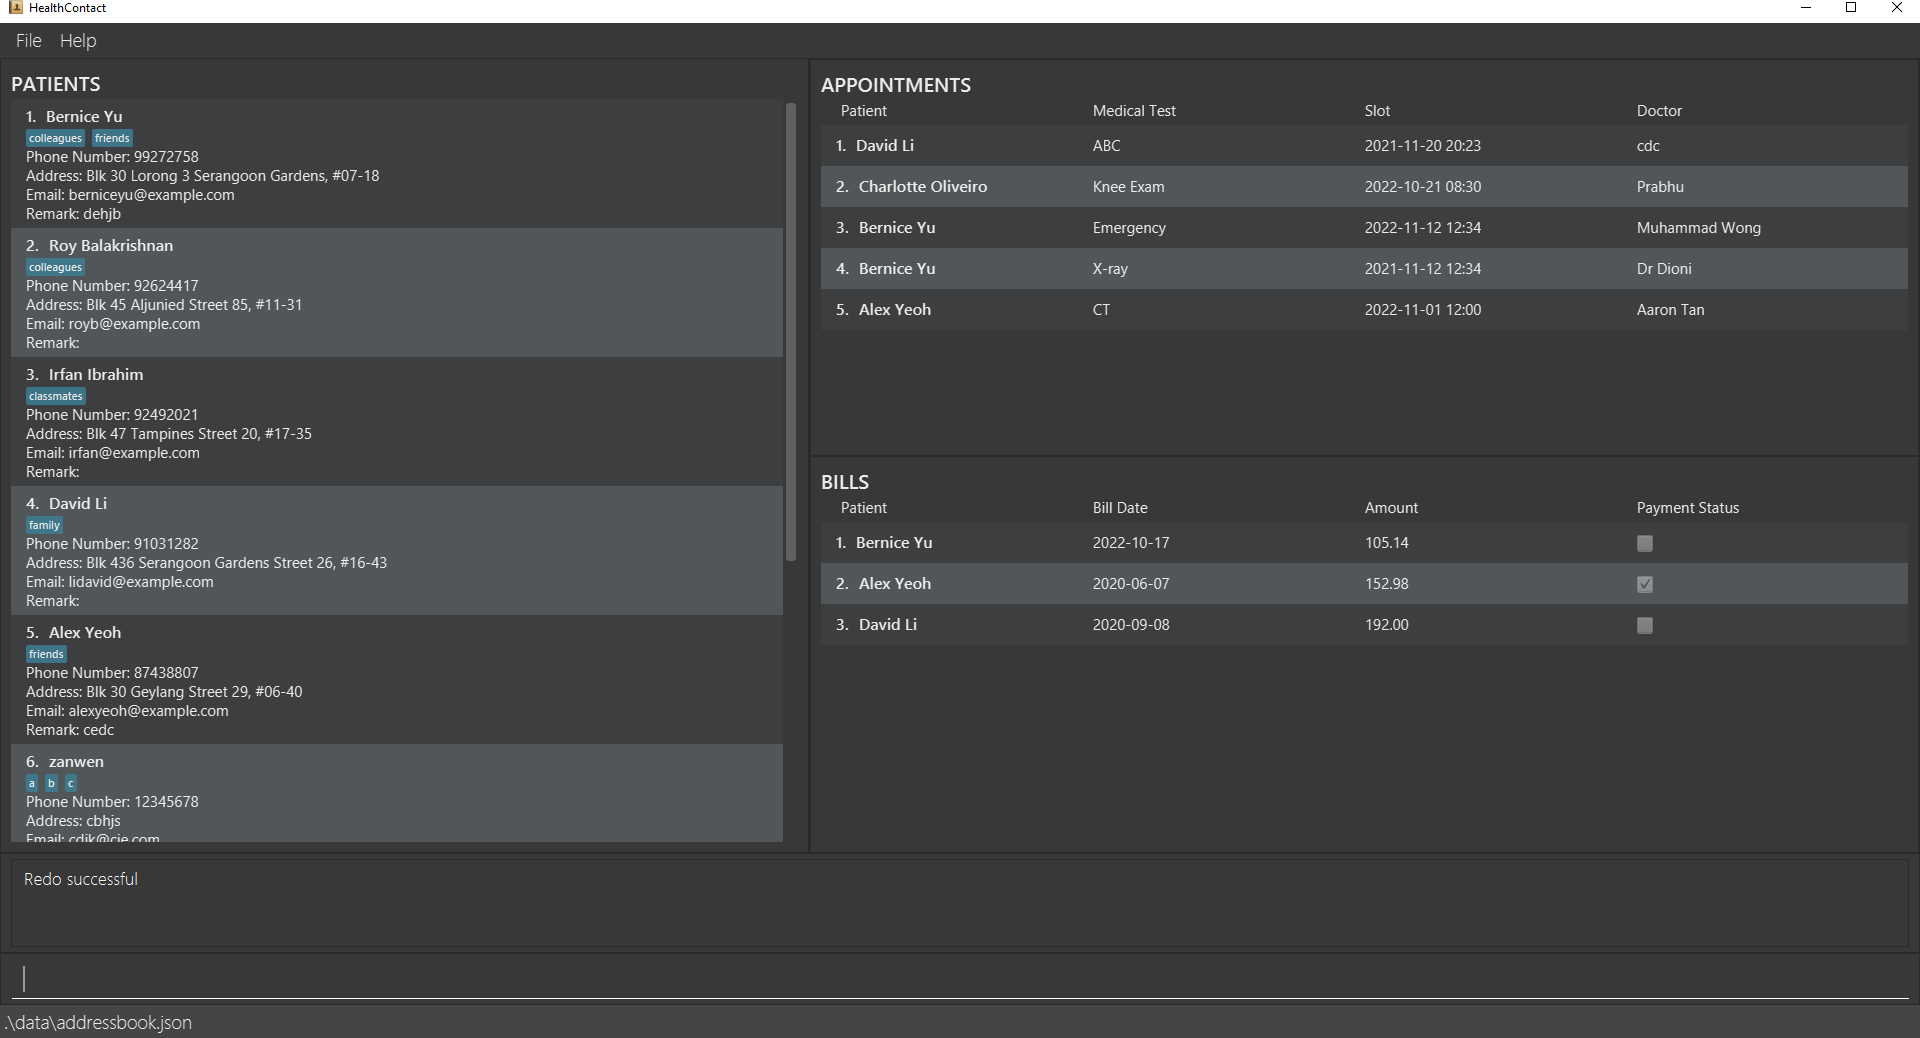 HealthContact
File Help
PATIENTS
1. Bernice Yu
colleagues friends
Phone Number: 99272758
Address: Blk 30 Lorong 3 Serangoon Gardens, #07-18
Email: berniceyu@example.com
Remark: dehjb
2. Roy Balakrishnan
colleagues
Phone Number: 92624417
Address: Blk 45 Aljunied Street 85, #11-31
Email: royb@example.com
Remark:
3. Irfan Ibrahim
classmates
Phone Number: 92492021
Address: Blk 47 Tampines Street 20, #17-35
Email: irfan@example.com
Remark:
4. David Li
family
Phone Number: 91031282
Address: Blk 436 Serangoon Gardens Street 26, #16-43
Email: lidavid@example.com
Remark:
5. Alex Yeoh
friends
Phone Number: 87438807
Address: Blk 30 Geylang Street 29, #06-40
Email: alexyeoh@example.com
Remark: cedc
6. zanwen
a b c
Phone Number: 12345678
Address: cbhjs
Email: cdjk@cje.com
APPOINTMENTS
Patient Medical Test Slot Doctor
1. David Li ABC 2021-11-20 20:23 cdc
2. Charlotte Oliveiro Knee Exam 2022-10-21 08:30 Prabhu
3. Bernice Yu Emergency 2022-11-12 12:34 Muhammad Wong
4. Bernice Yu X-ray 2021-11-12 12:34 Dr Dioni
5. Alex Yeoh CT 2022-11-01 12:00 Aaron Tan
BILLS
Patient Bill Date Amount Payment Status
1. Bernice Yu 2022-10-17 105.14
2. Alex Yeoh 2020-06-07 152.98
3. David Li 2020-09-08 192.00
Redo successful
.\data\addressbook.json